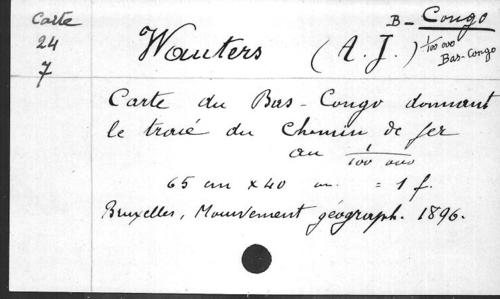 Carte
24
7
B - Congo
1/100 000
Bas-Congo
Wauters (A. J.)
Carte du Bas-Congo donnant
le tracé du Chemin de fer
au 1/100 000
65 cm x 40 cm. = 1 f.
Bruxelles, Mouvement géograph. 1896.